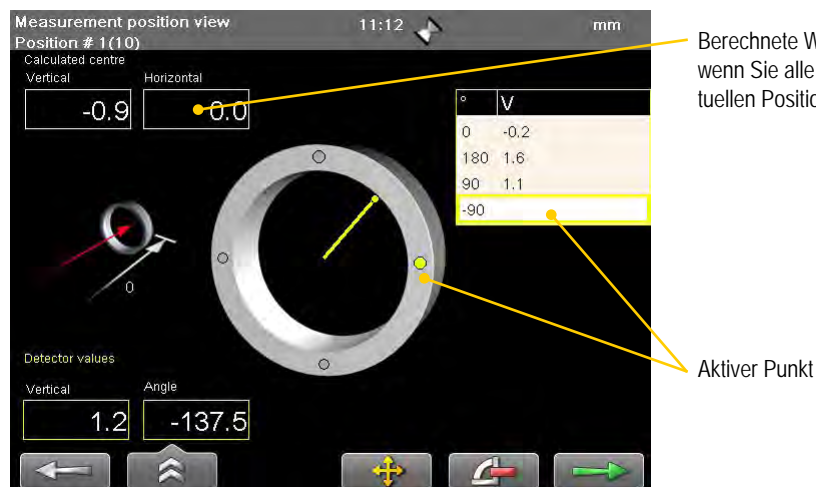 Measurement position view
11:12
mm
Position # 1(10)
Calculated centre
Vertical
Horizontal
-0.9
0.0
° V
0 -0.2
180 1.6
90 1.1
-90
0
Detector values
Vertical
Angle
1.2
-137.5
Berechnete W
wenn Sie alle
tuellen Position
Aktiver Punkt